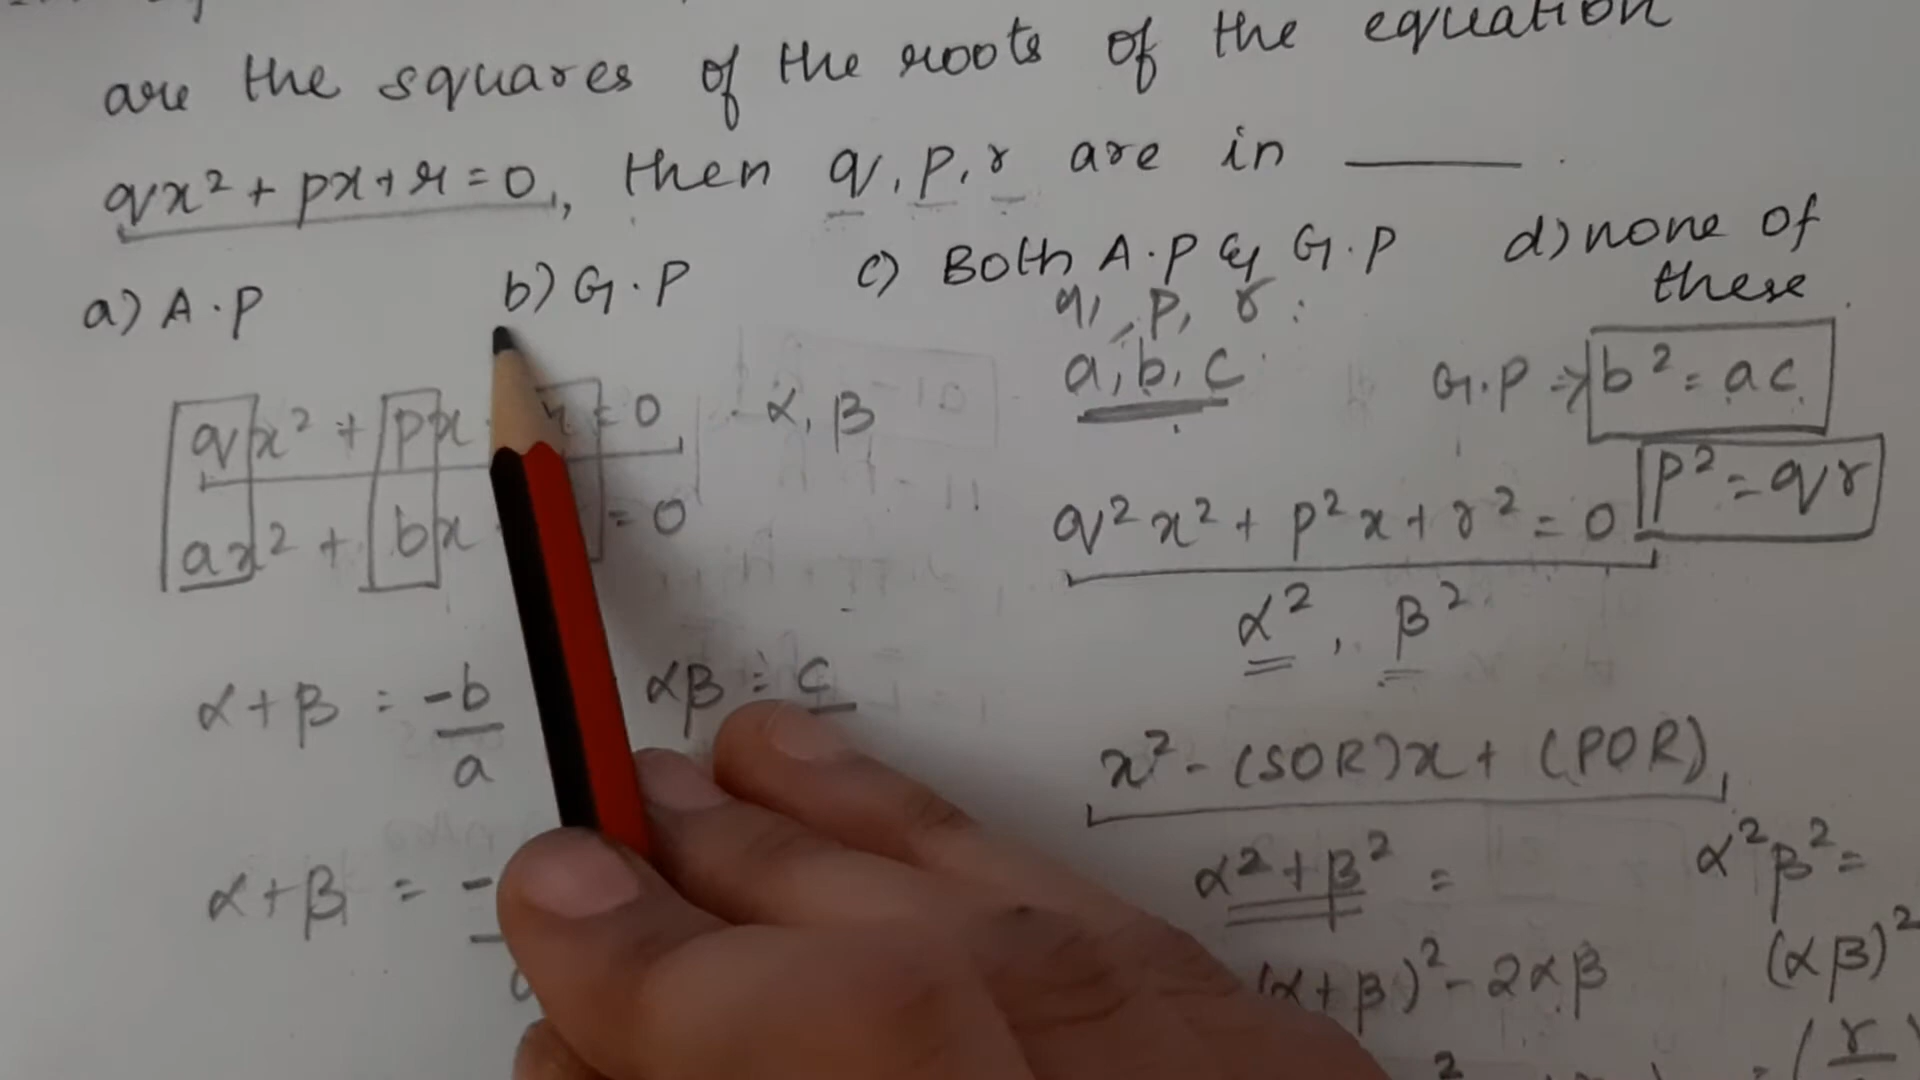 are the squares of the roots of the equation
qx² + px + r = 0, then q, p, r are in ______ .
a) A.P b) G.P c) Both A.P & G.P d) none of these
q, p, r :
a, b, c
G.P ⇒ b² = ac
p² = qr
qx² + px = 0 α, β
ax² + bx = 0
q²x² + p²x + r² = 0
α², β²
α + β = -b/a αβ = c
x² - (SOR)x + (POR)
α + β = -
α² + β² = α²β² =
(α + β)² - 2αβ (αβ)²
² = (r